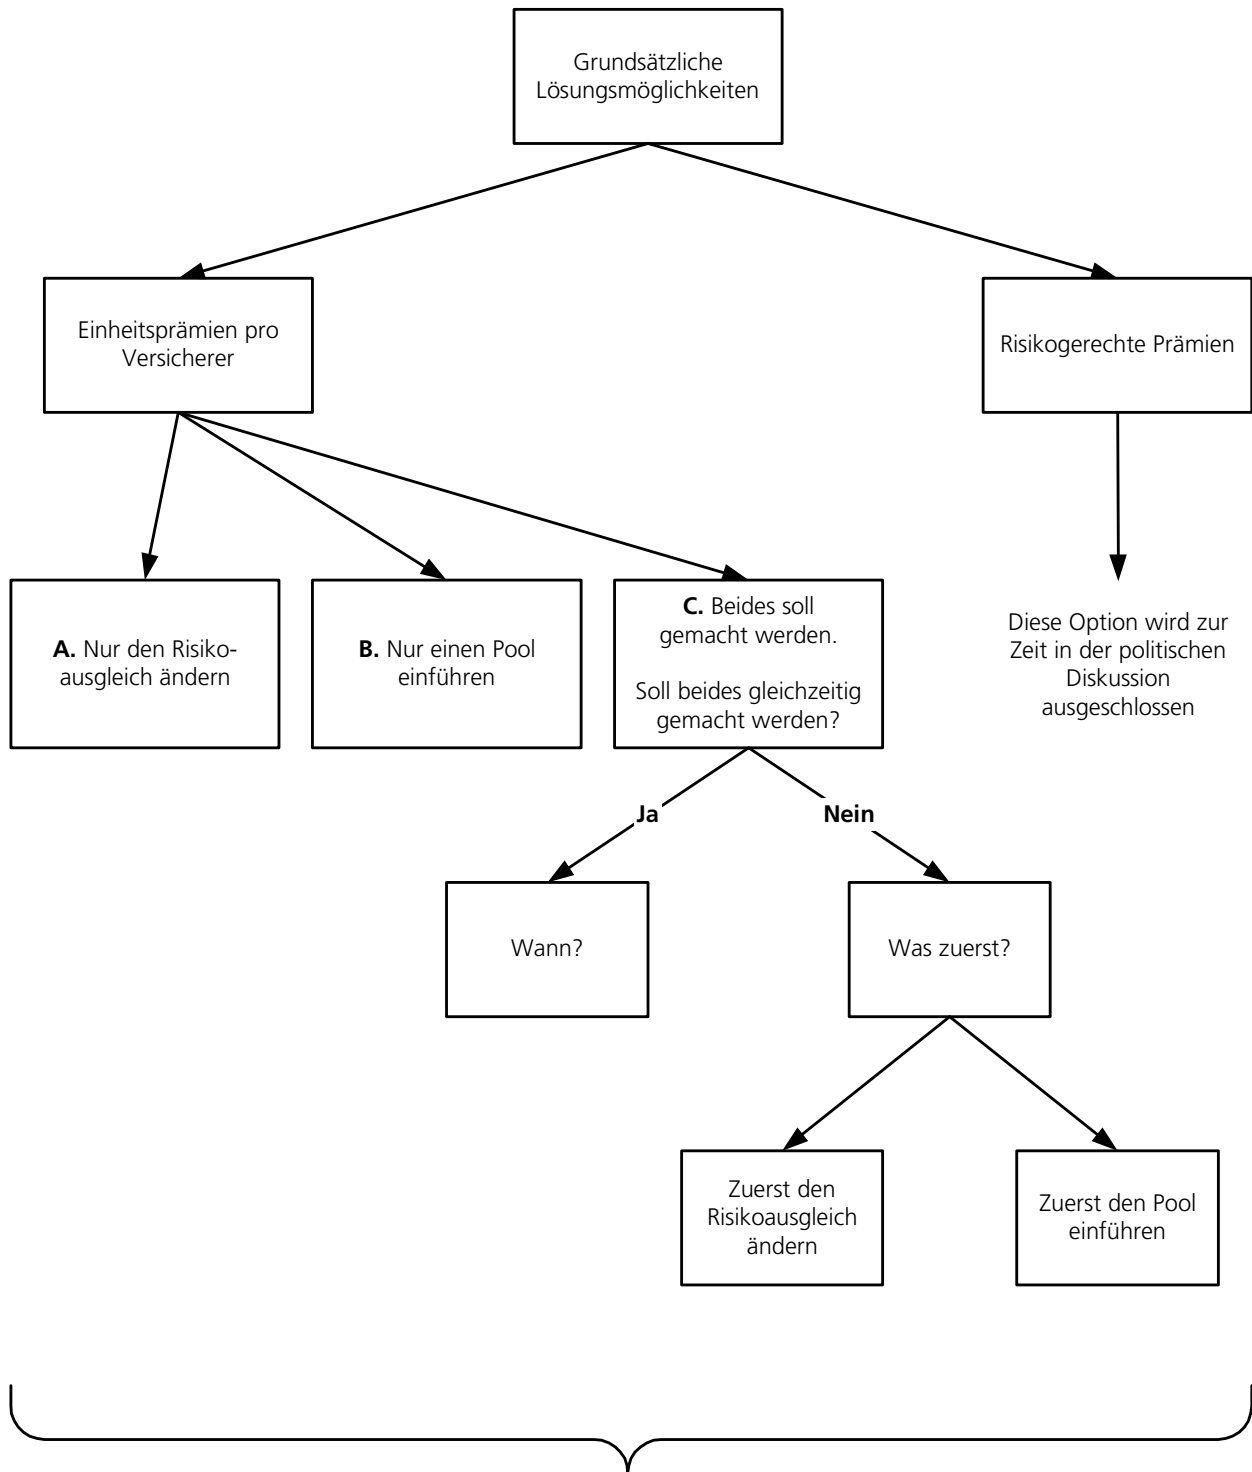 Grundsätzliche
Lösungsmöglichkeiten
Einheitsprämien pro
Versicherer
Risikogerechte Prämien
A. Nur den Risiko-
ausgleich ändern
B. Nur einen Pool
einführen
C. Beides soll
gemacht werden.
Soll beides gleichzeitig
gemacht werden?
Diese Option wird zur
Zeit in der politischen
Diskussion
ausgeschlossen
Ja
Nein
Wann?
Was zuerst?
Zuerst den
Risikoausgleich
ändern
Zuerst den Pool
einführen